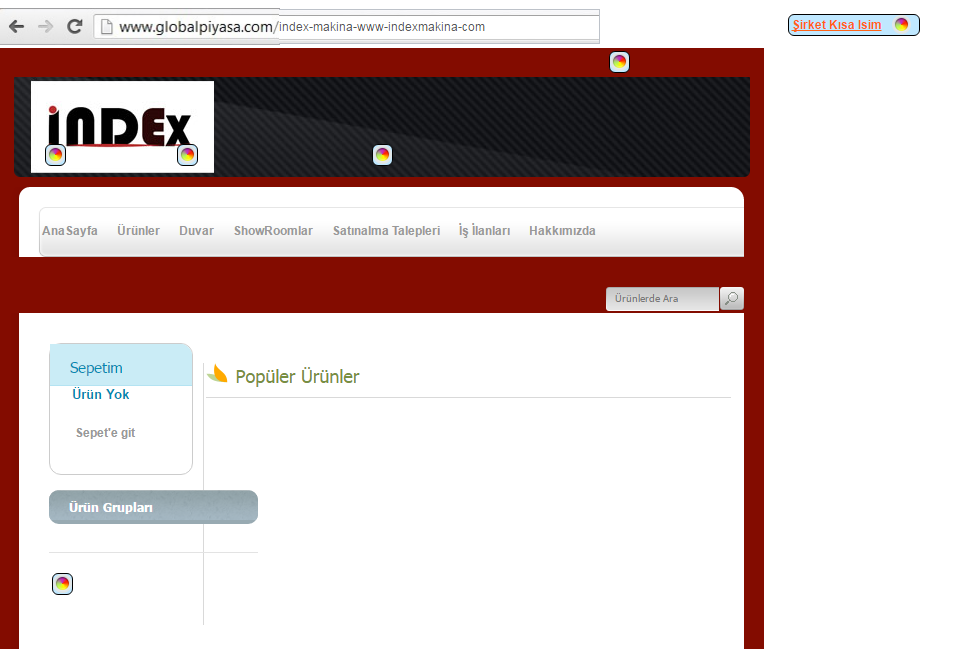 www.globalpiyasa.com/index-makina-www-indexmakina-com
Şirket Kısa Isim
iNDEx
AnaSayfa Ürünler Duvar ShowRoomlar Satınalma Talepleri İş İlanları Hakkımızda
Ürünlerde Ara
Sepetim
Ürün Yok
Sepet'e git
Popüler Ürünler
Ürün Grupları